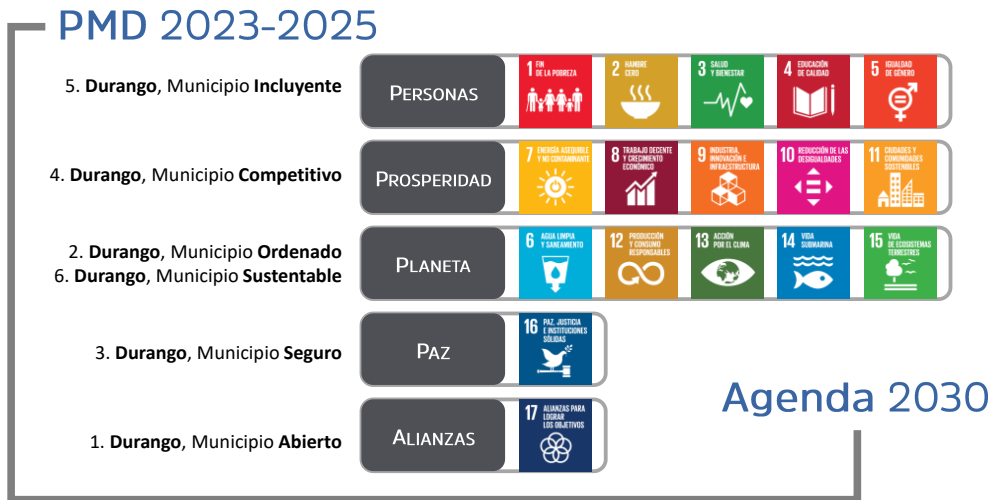 PMD 2023-2025
5. Durango, Municipio Incluyente
PERSONAS
1 FIN
DE LA POBREZA
2 HAMBRE
CERO
3 SALUD
Y BIENESTAR
4 EDUCACIÓN
DE CALIDAD
5 IGUALDAD
DE GÉNERO
4. Durango, Municipio Competitivo
PROSPERIDAD
7 ENERGÍA ASEQUIBLE
Y NO CONTAMINANTE
8 TRABAJO DECENTE
Y CRECIMIENTO
ECONÓMICO
9 INDUSTRIA,
INNOVACIÓN E
INFRAESTRUCTURA
10 REDUCCIÓN DE LAS
DESIGUALDADES
11 CIUDADES Y
COMUNIDADES
SOSTENIBLES
2. Durango, Municipio Ordenado
6. Durango, Municipio Sustentable
PLANETA
6 AGUA LIMPIA
Y SANEAMIENTO
12 PRODUCCIÓN
Y CONSUMO
RESPONSABLES
13 ACCIÓN
POR EL CLIMA
14 VIDA
SUBMARINA
15 VIDA
DE ECOSISTEMAS
TERRESTRES
3. Durango, Municipio Seguro
PAZ
16 PAZ, JUSTICIA
E INSTITUCIONES
SÓLIDAS
Agenda 2030
1. Durango, Municipio Abierto
ALIANZAS
17 ALIANZAS PARA
LOGRAR
LOS OBJETIVOS